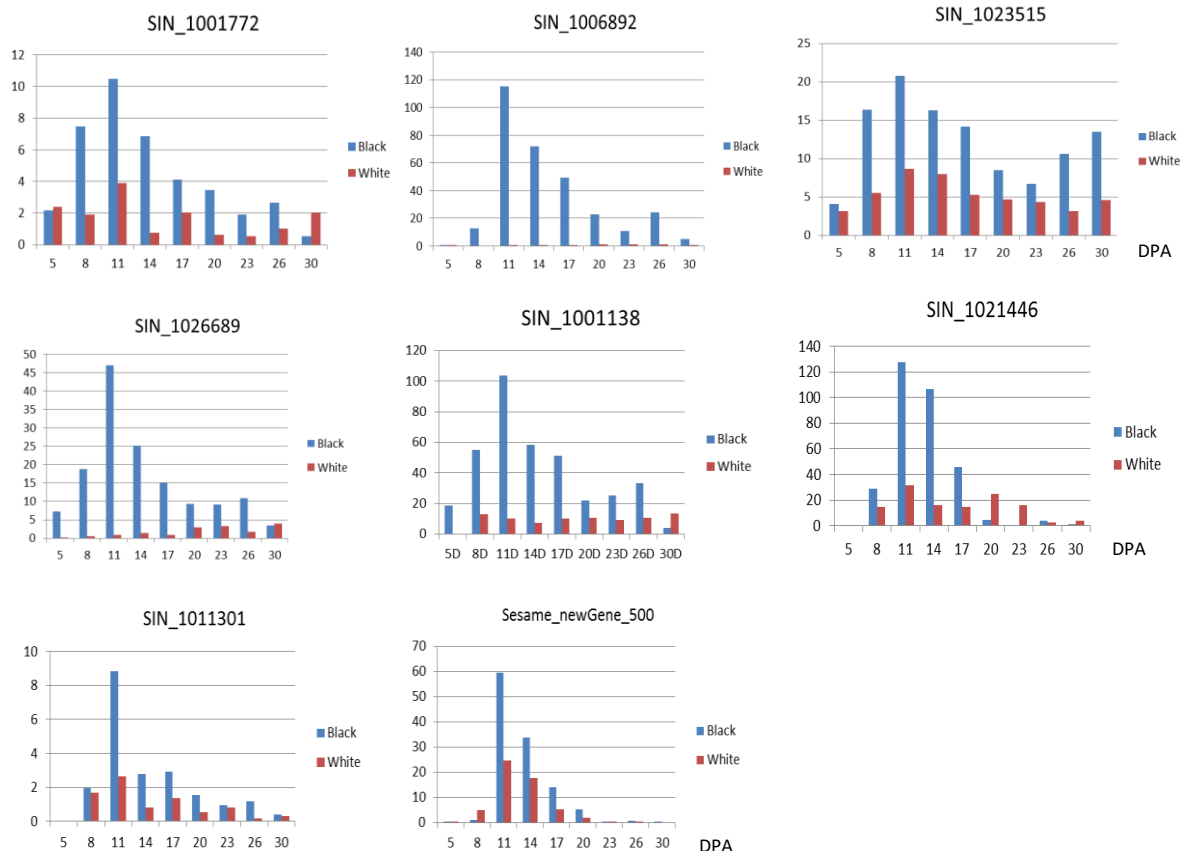 SIN_1001772
12
10
8
6
4
2
0
5 8 11 14 17 20 23 26 30
Black
White
SIN_1006892
140
120
100
80
60
40
20
0
5 8 11 14 17 20 23 26 30
Black
White
SIN_1023515
25
20
15
10
5
0
5 8 11 14 17 20 23 26 30
Black
White
DPA
SIN_1026689
50
45
40
35
30
25
20
15
10
5
0
5 8 11 14 17 20 23 26 30
Black
White
SIN_1001138
120
100
80
60
40
20
0
5D 8D 11D 14D 17D 20D 23D 26D 30D
Black
White
SIN_1021446
140
120
100
80
60
40
20
0
5 8 11 14 17 20 23 26 30
Black
White
DPA
SIN_1011301
10
8
6
4
2
0
5 8 11 14 17 20 23 26 30
Black
White
Sesame_newGene_500
70
60
50
40
30
20
10
0
5 8 11 14 17 20 23 26 30
Black
White
DPA